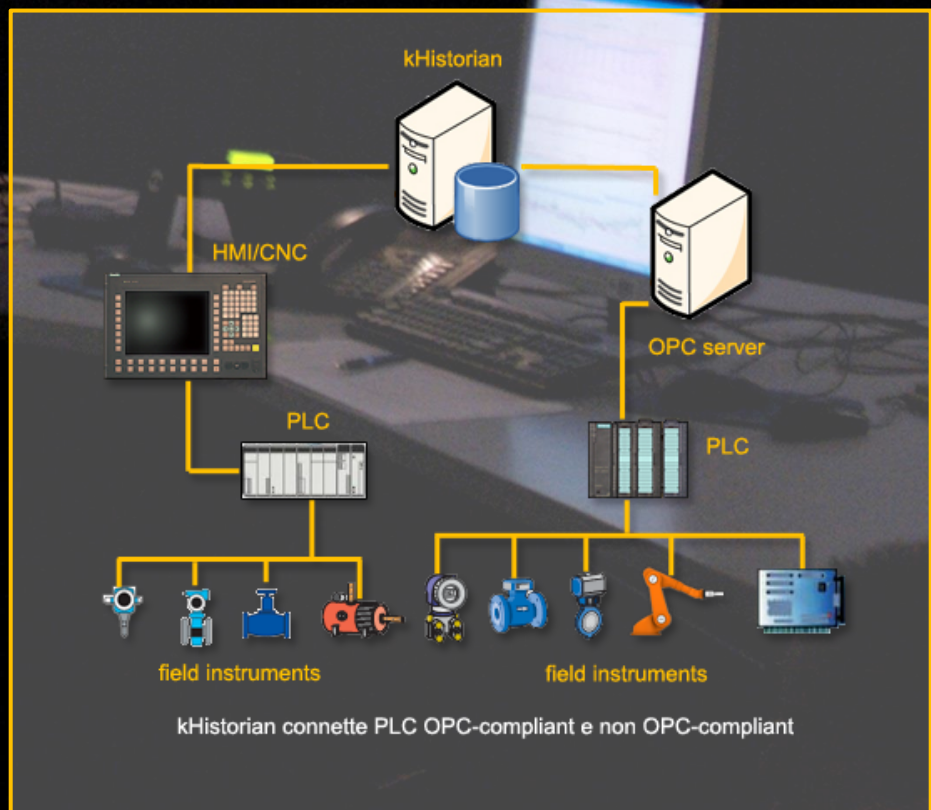 kHistorian
HMI/CNC
OPC server
PLC
PLC
field instruments
field instruments
kHistorian connette PLC OPC-compliant e non OPC-compliant